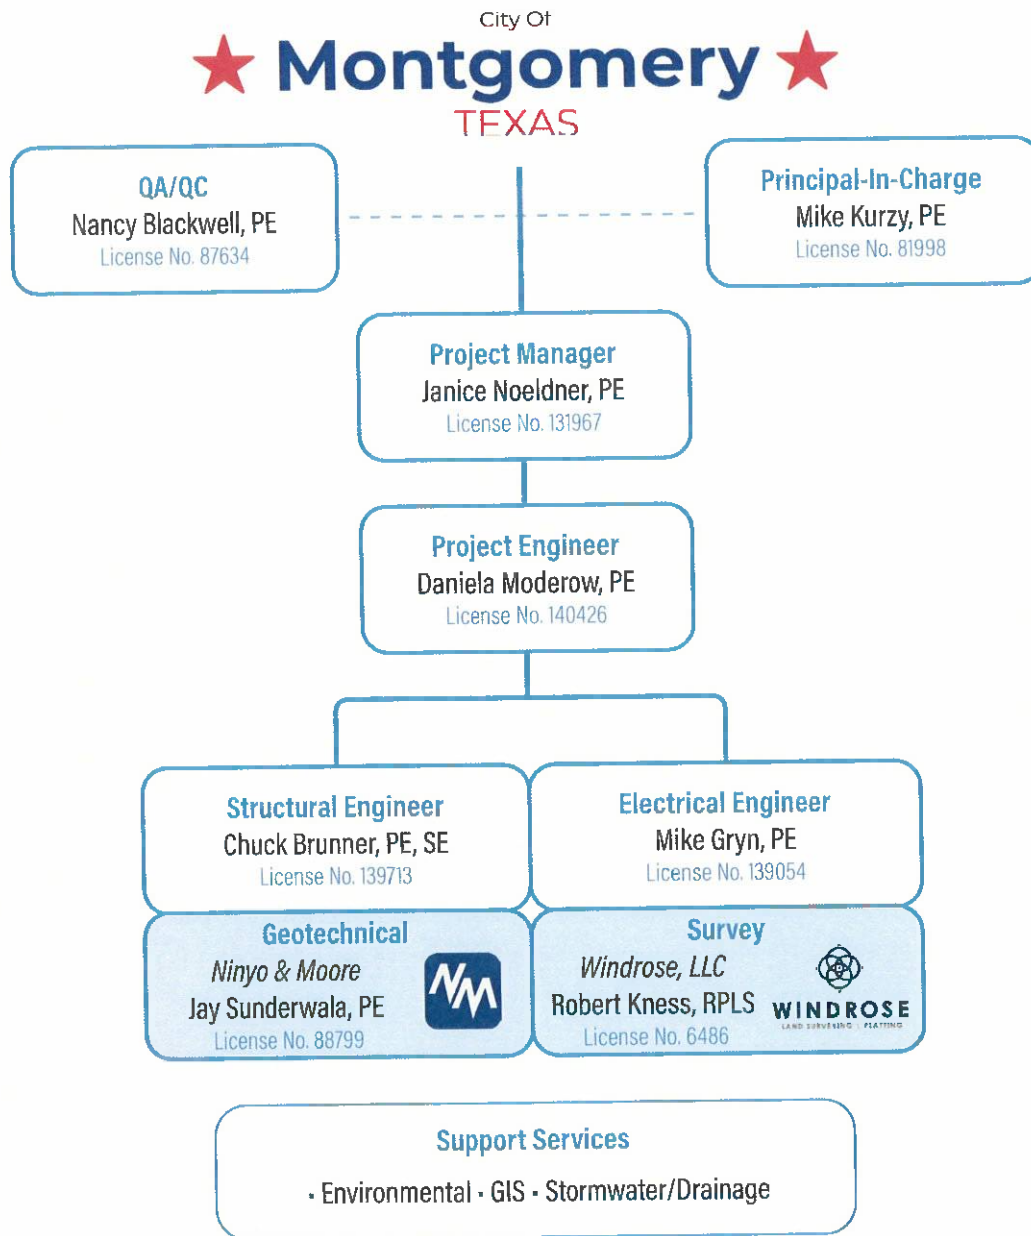 City Of
Montgomery
TEXAS
QA/QC
Nancy Blackwell, PE
License No. 87634
Principal-In-Charge
Mike Kurzy, PE
License No. 81998
Project Manager
Janice Noeldner, PE
License No. 131967
Project Engineer
Daniela Moderow, PE
License No. 140426
Structural Engineer
Chuck Brunner, PE, SE
License No. 139713
Electrical Engineer
Mike Gryn, PE
License No. 139054
Geotechnical
Ninyo & Moore
Jay Sunderwala, PE
License No. 88799
NM
Survey
Windrose, LLC
Robert Kness, RPLS
License No. 6486
WINDROSE
LAND SURVEYING | PLATTING
Support Services
· Environmental · GIS · Stormwater/Drainage